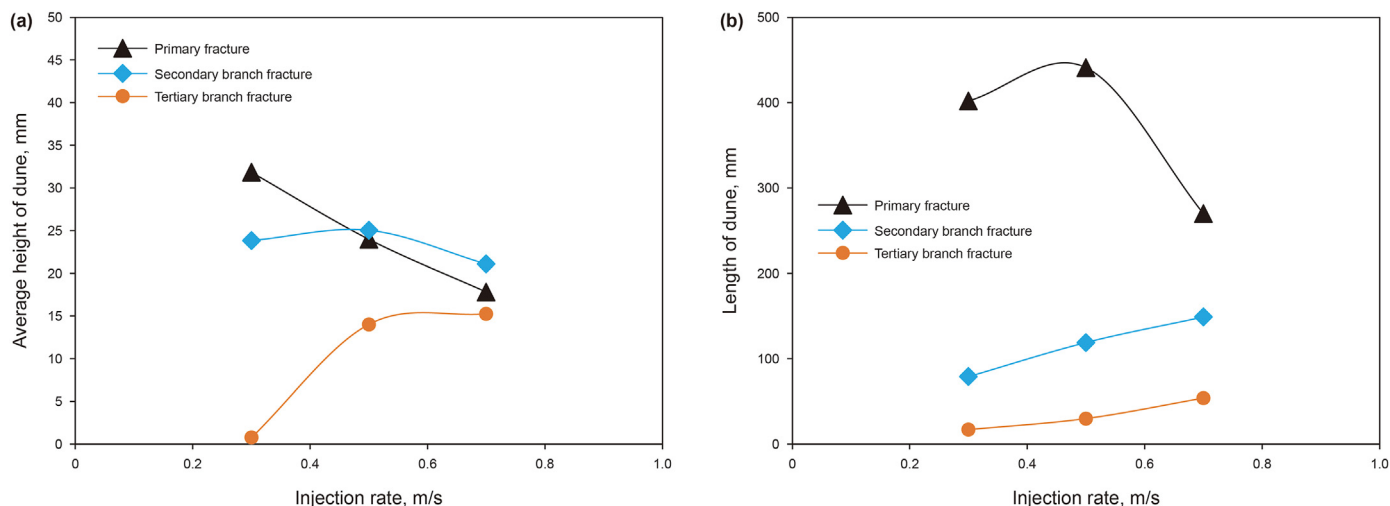 (a)
50
45
40
35
30
25
20
15
10
5
0
0
0.2
0.4
0.6
0.8
1.0
Average height of dune, mm
Injection rate, m/s
Primary fracture
Secondary branch fracture
Tertiary branch fracture
(b)
500
400
300
200
100
0
0
0.2
0.4
0.6
0.8
1.0
Length of dune, mm
Injection rate, m/s
Primary fracture
Secondary branch fracture
Tertiary branch fracture